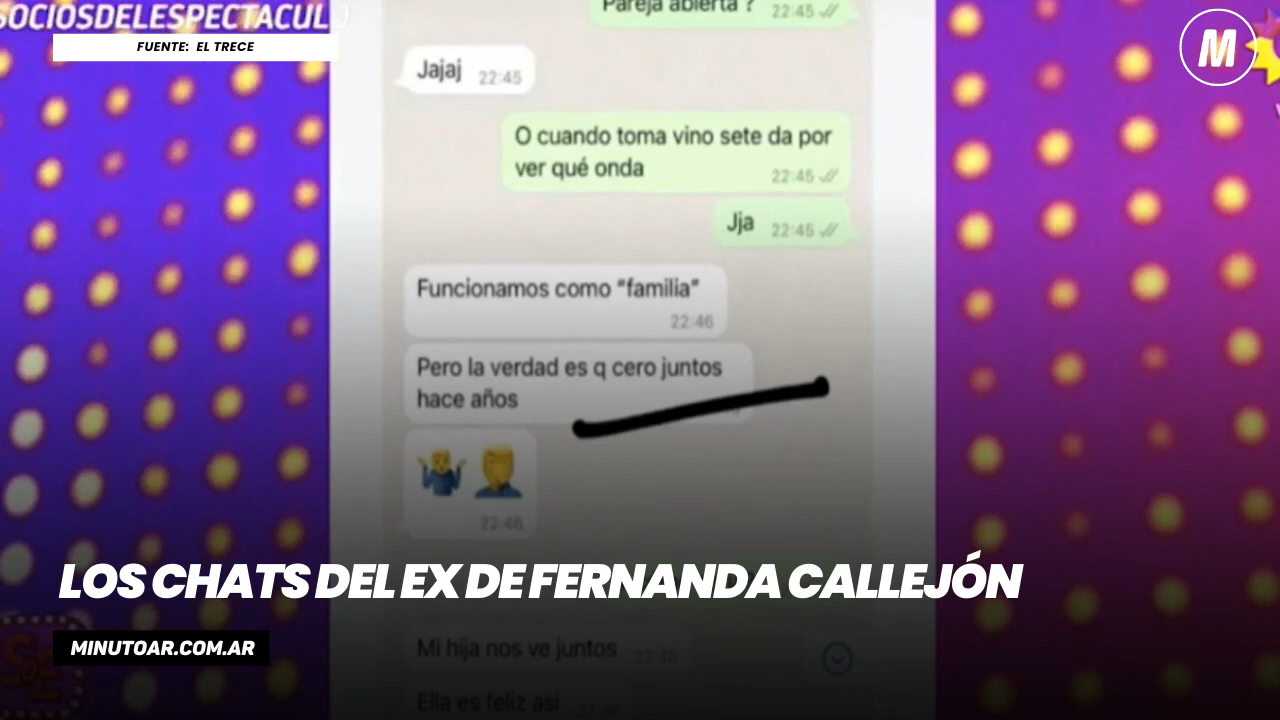 SOCIOSDELESPECTACUL
FUENTE: EL TRECE
M
Pareja abierta ? 22:45
Jajaj 22:45
O cuando toma vino sete da por
ver qué onda 22:45
Jja 22:45
Funcionamos como “familia”
22:46
Pero la verdad es q cero juntos
hace años
22:46
LOS CHATS DEL EX DE FERNANDA CALLEJÓN
Mi hija nos ve juntos 22:46
Ella es feliz asi
MINUTOAR.COM.AR